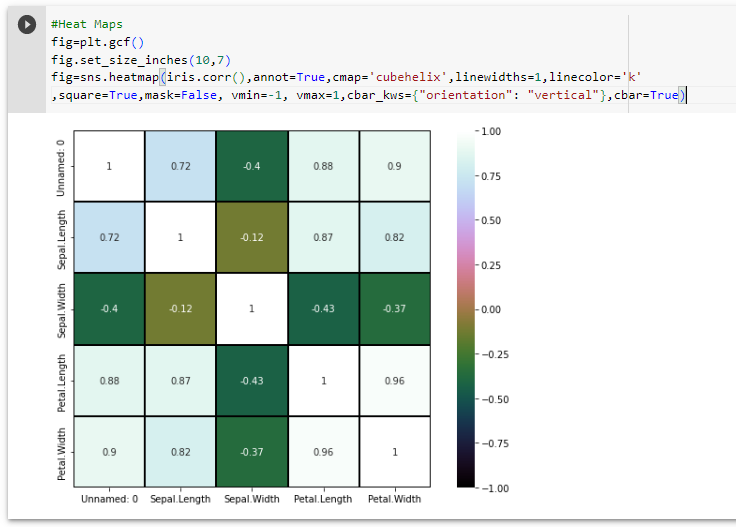 #Heat Maps
fig=plt.gcf()
fig.set_size_inches(10,7)
fig=sns.heatmap(iris.corr(),annot=True,cmap='cubehelix',linewidths=1,linecolor='k'
,square=True,mask=False, vmin=-1, vmax=1,cbar_kws={"orientation": "vertical"},cbar=True)
Unnamed: 0
1 0.72 -0.4 0.88 0.9
Sepal.Length
0.72 1 -0.12 0.87 0.82
Sepal.Width
-0.4 -0.12 1 -0.43 -0.37
Petal.Length
0.88 0.87 -0.43 1 0.96
Petal.Width
0.9 0.82 -0.37 0.96 1
Unnamed: 0 Sepal.Length Sepal.Width Petal.Length Petal.Width
1.00
0.75
0.50
0.25
0.00
-0.25
-0.50
-0.75
-1.00